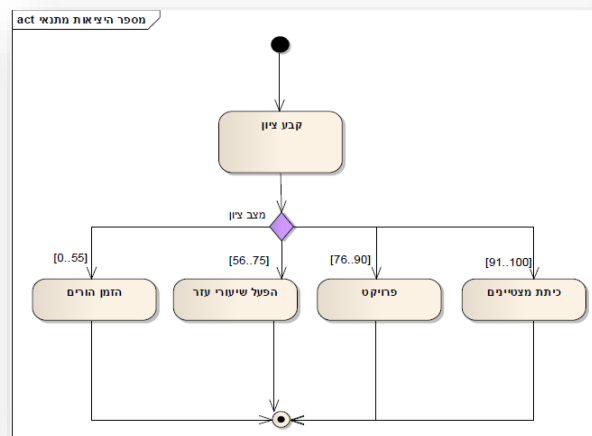 act מספר היציאות מתנאי
קבע ציון
מצב ציון
[0..55]
[56..75]
[76..90]
[91..100]
הזמן הורים
הפעל שיעורי עזר
פרויקט
כיתת מצטיינים